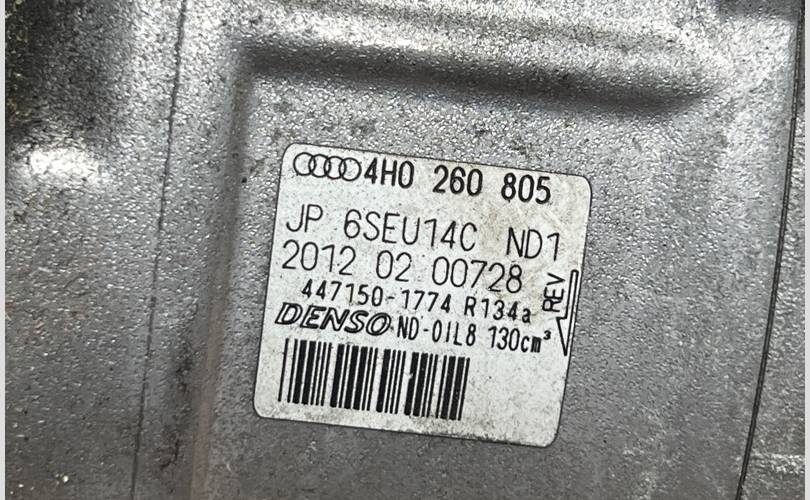 4H0 260 805
JP 6SEU14C ND1
2012 02 00728
447150-1774 R134a
REV
DENSO ND-OIL8 130cm³